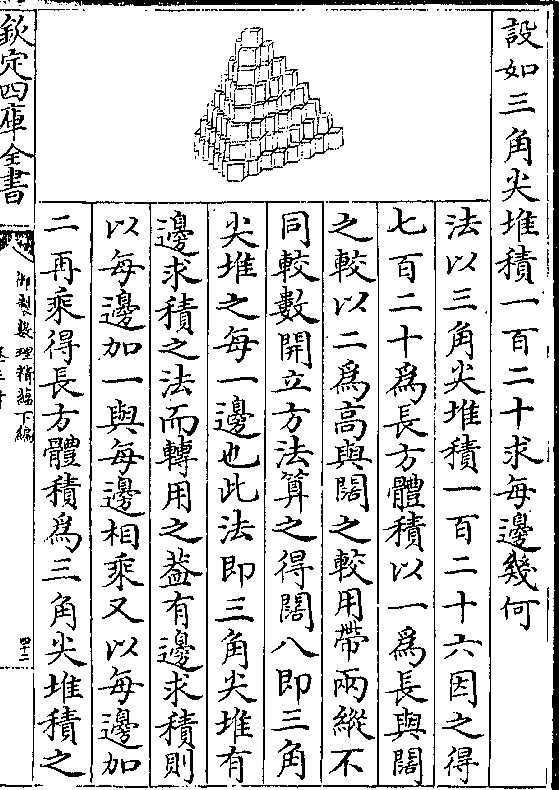 設如三角尖堆積一百二十求每邊幾何
法以三角尖堆積一百二十六因之得
七百二十為長方體積以一為長與闊
之較以二為高與闊之較用帶兩縱不
同較數開立方法算之得闊八即三角
尖堆之每一邊也此法即三角尖堆有
邊求積之法而轉用之葢有邊求積則
以每邊加一與每邊相乘又以每邊加
二再乘得長方體積為三角尖堆積之
欽定四庫全書
御製數理精蘊下編
四十二